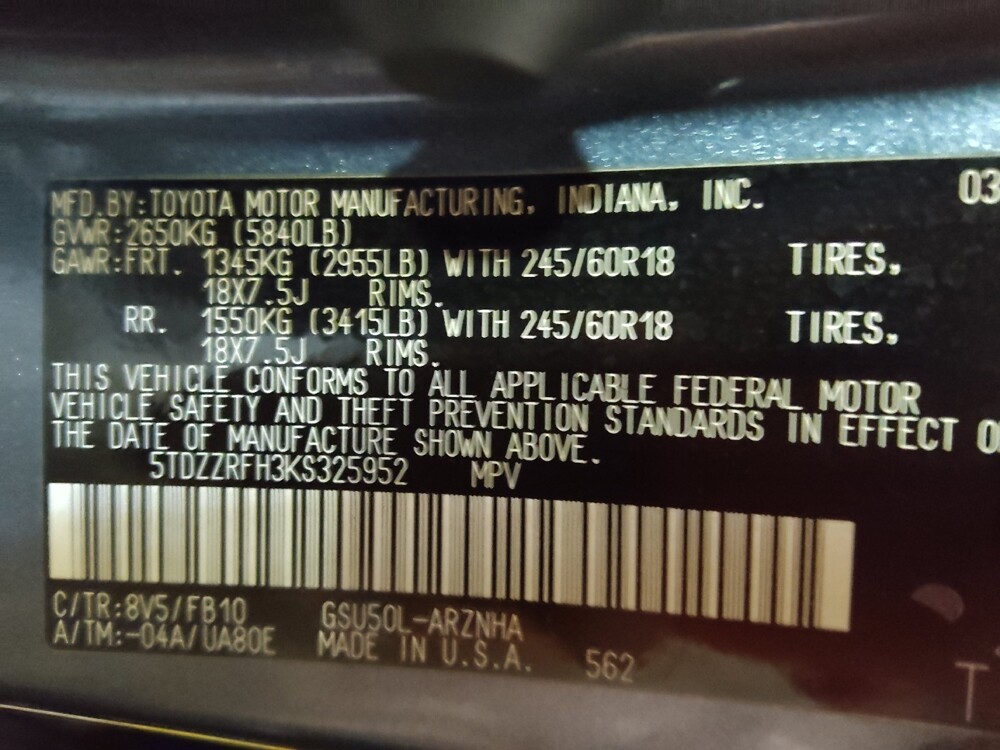 MFD.BY:TOYOTA MOTOR MANUFACTURING, INDIANA, INC. 03
GVWR:2650KG (5840LB)
GAWR:FRT. 1345KG (2955LB) WITH 245/60R18 TIRES,
18X7.5J RIMS.
RR. 1550KG (3415LB) WITH 245/60R18 TIRES,
18X7.5J RIMS.
THIS VEHICLE CONFORMS TO ALL APPLICABLE FEDERAL MOTOR
VEHICLE SAFETY AND THEFT PREVENTION STANDARDS IN EFFECT O
THE DATE OF MANUFACTURE SHOWN ABOVE.
5TDZZRFH3KS325952 MPV
C/TR:8V5/FB10 GSU50L-ARZNHA
A/TM:-04A/UA80E MADE IN U.S.A. 562
T